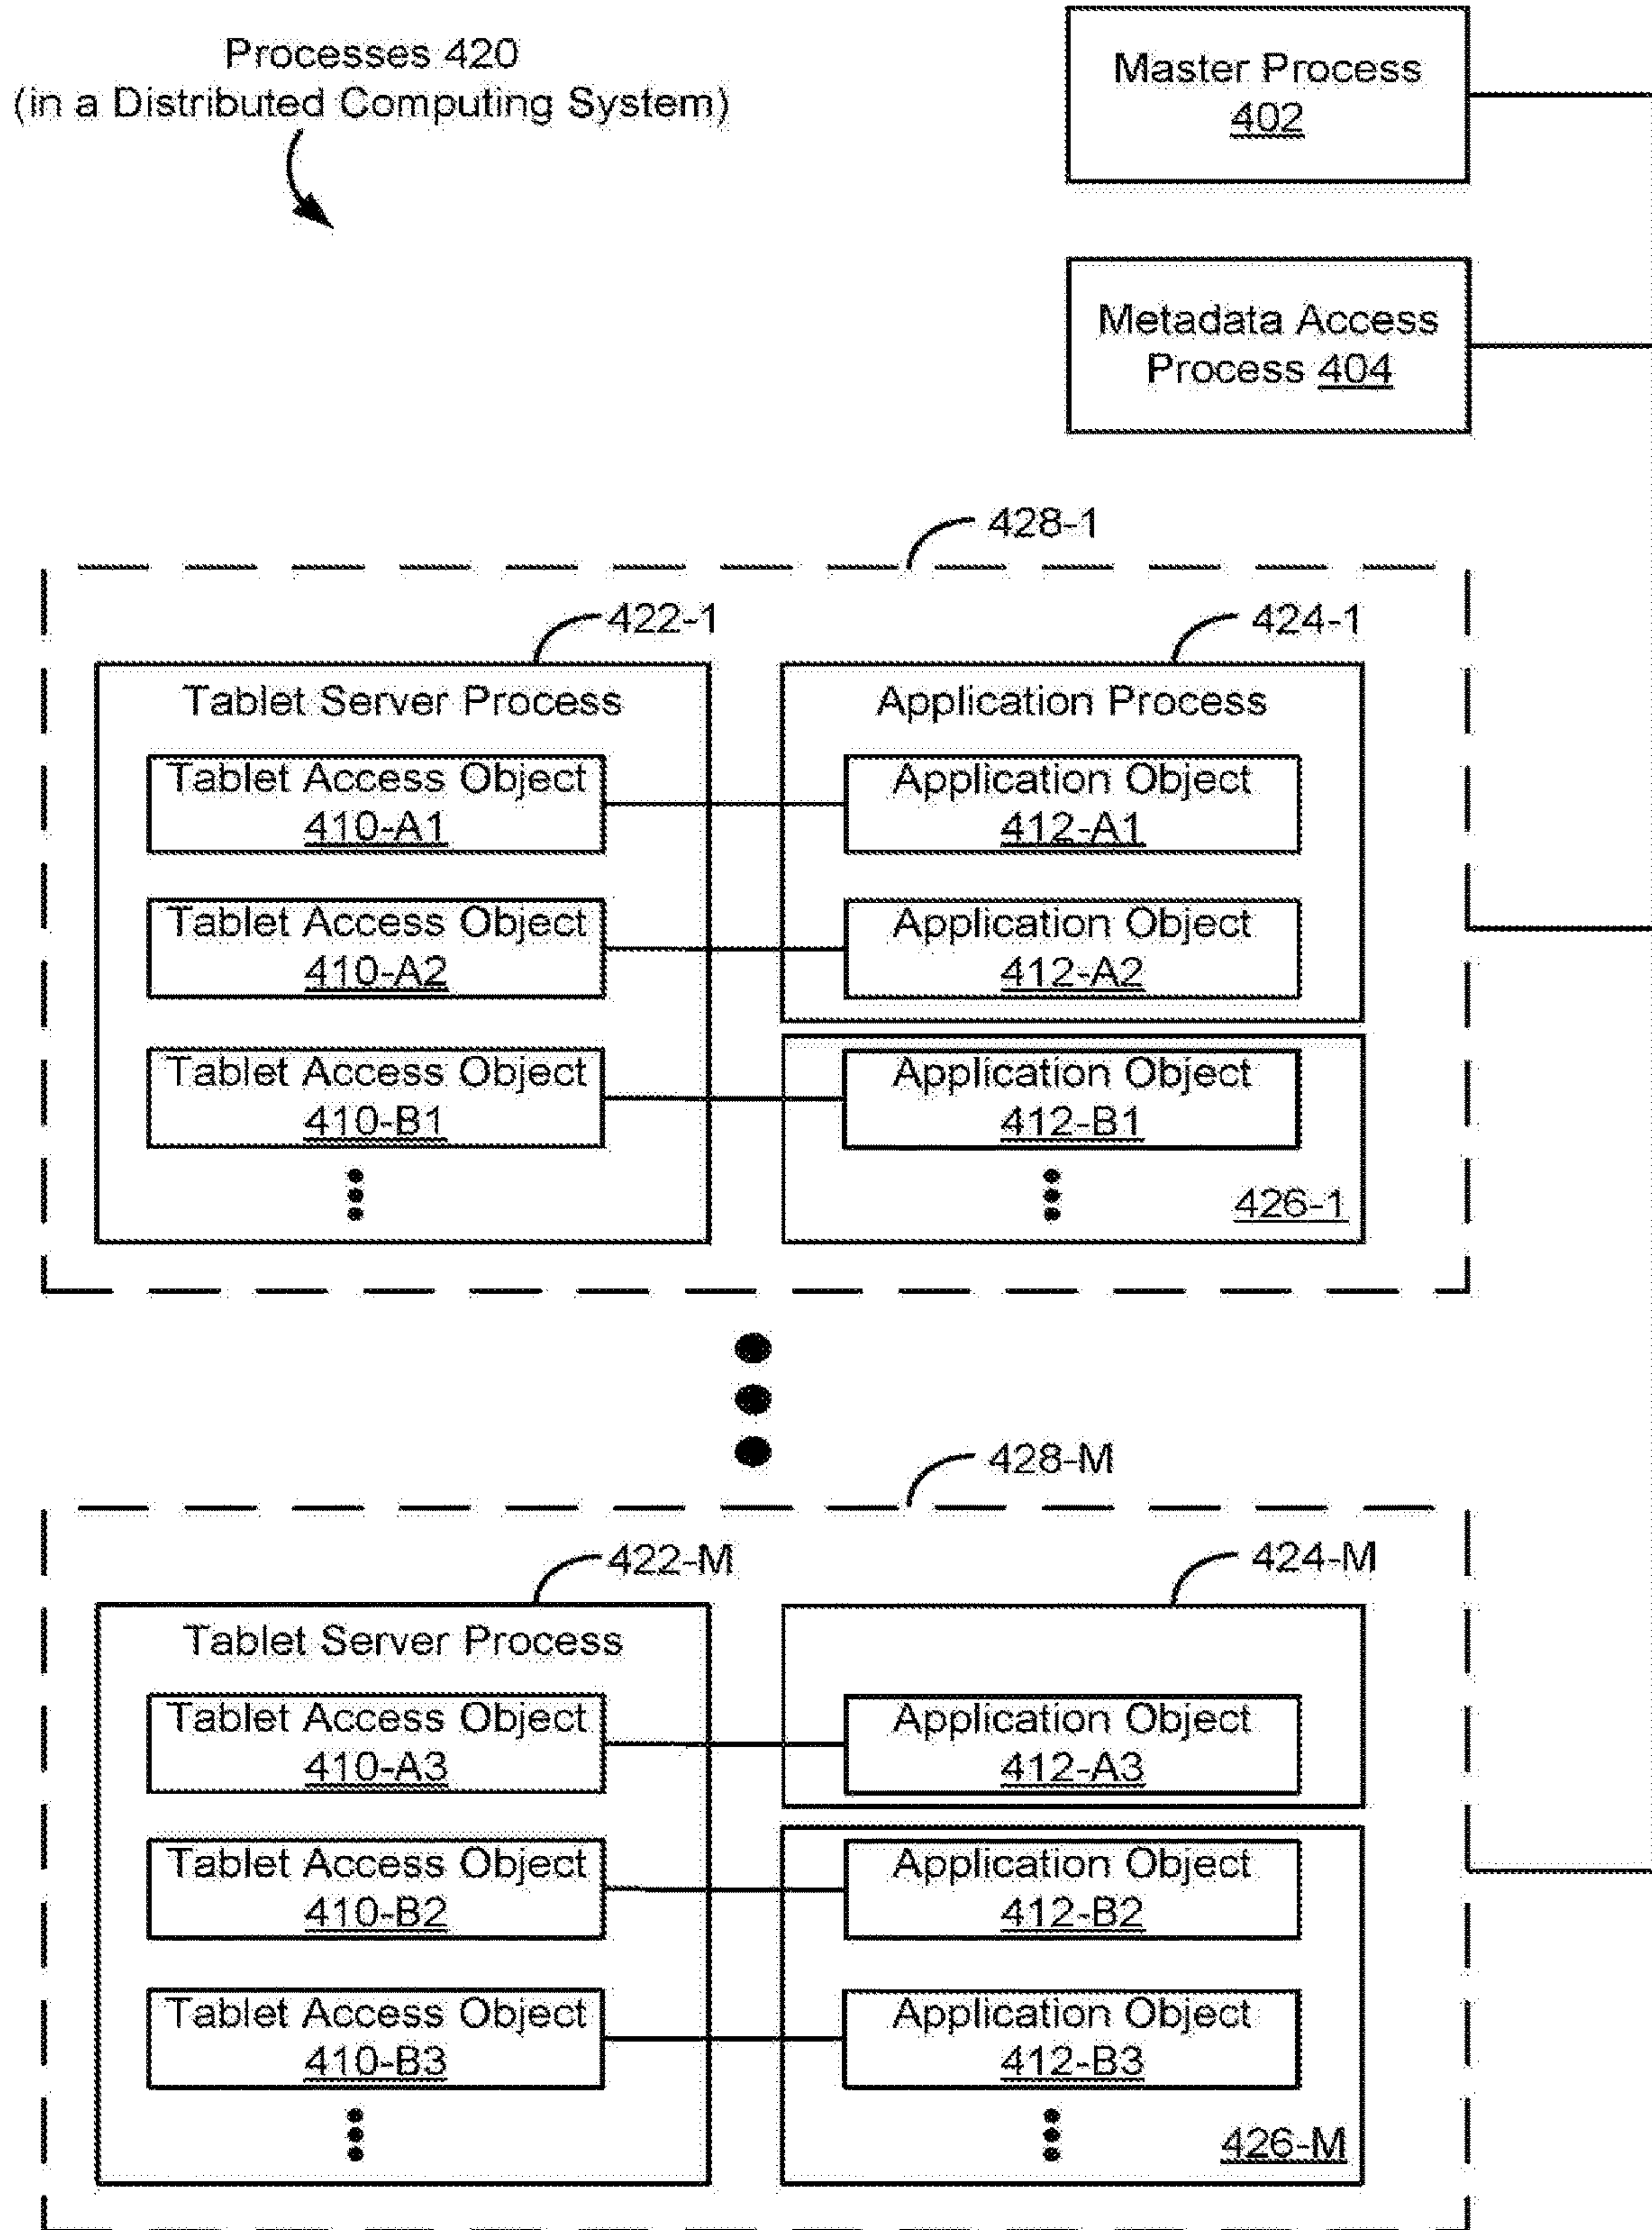 Processes 420
(in a Distributed Computing System)
Master Process
402
Metadata Access
Process 404
428-1
422-1
424-1
Tablet Server Process
Application Process
Tablet Access Object
410-A1
Application Object
412-A1
Tablet Access Object
410-A2
Application Object
412-A2
Tablet Access Object
410-B1
Application Object
412-B1
426-1
428-M
422-M
424-M
Tablet Server Process
Tablet Access Object
410-A3
Application Object
412-A3
Tablet Access Object
410-B2
Application Object
412-B2
Tablet Access Object
410-B3
Application Object
412-B3
426-M